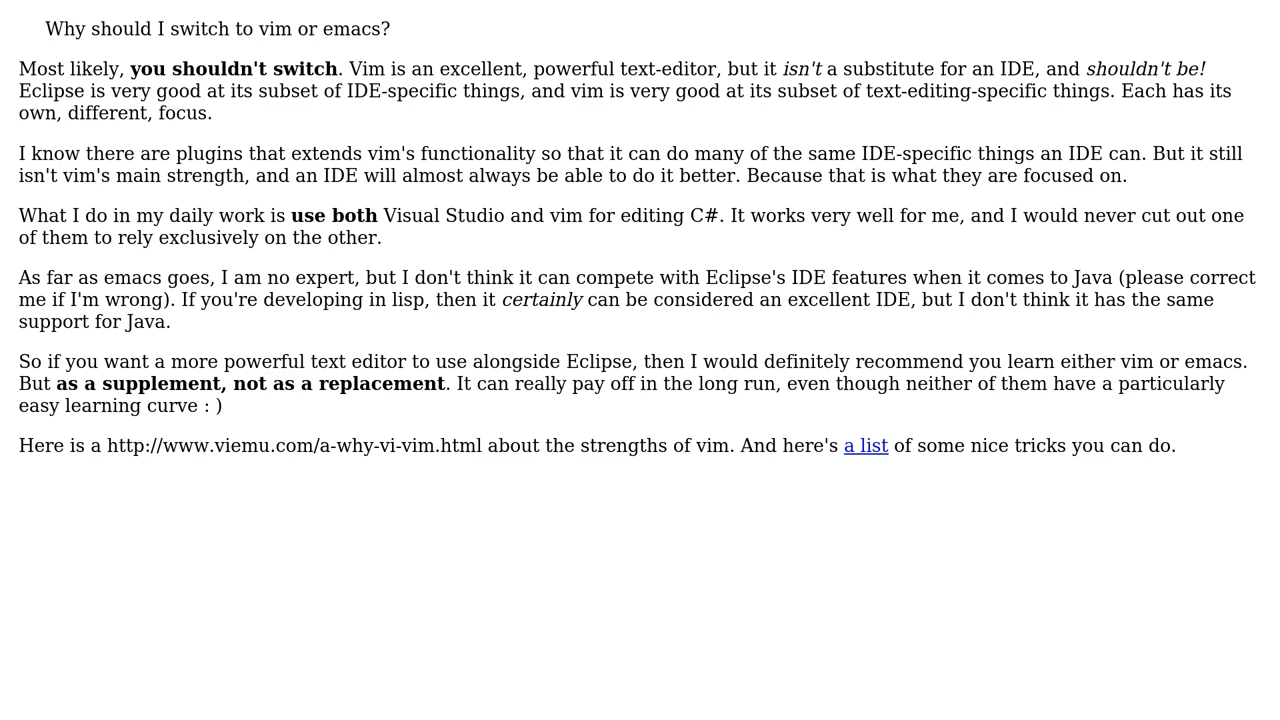 Why should I switch to vim or emacs?
Most likely, you shouldn't switch. Vim is an excellent, powerful text-editor, but it isn't a substitute for an IDE, and shouldn't be!
Eclipse is very good at its subset of IDE-specific things, and vim is very good at its subset of text-editing-specific things. Each has its
own, different, focus.
I know there are plugins that extends vim's functionality so that it can do many of the same IDE-specific things an IDE can. But it still
isn't vim's main strength, and an IDE will almost always be able to do it better. Because that is what they are focused on.
What I do in my daily work is use both Visual Studio and vim for editing C#. It works very well for me, and I would never cut out one
of them to rely exclusively on the other.
As far as emacs goes, I am no expert, but I don't think it can compete with Eclipse's IDE features when it comes to Java (please correct
me if I'm wrong). If you're developing in lisp, then it certainly can be considered an excellent IDE, but I don't think it has the same
support for Java.
So if you want a more powerful text editor to use alongside Eclipse, then I would definitely recommend you learn either vim or emacs.
But as a supplement, not as a replacement. It can really pay off in the long run, even though neither of them have a particularly
easy learning curve : )
Here is a http://www.viemu.com/a-why-vi-vim.html about the strengths of vim. And here's a list of some nice tricks you can do.